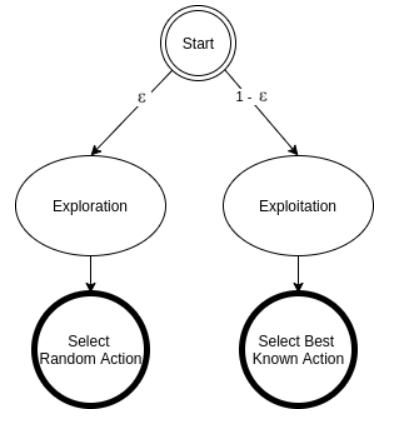 Start
ε
1 - ε
Exploration
Exploitation
Select
Random Action
Select Best
Known Action